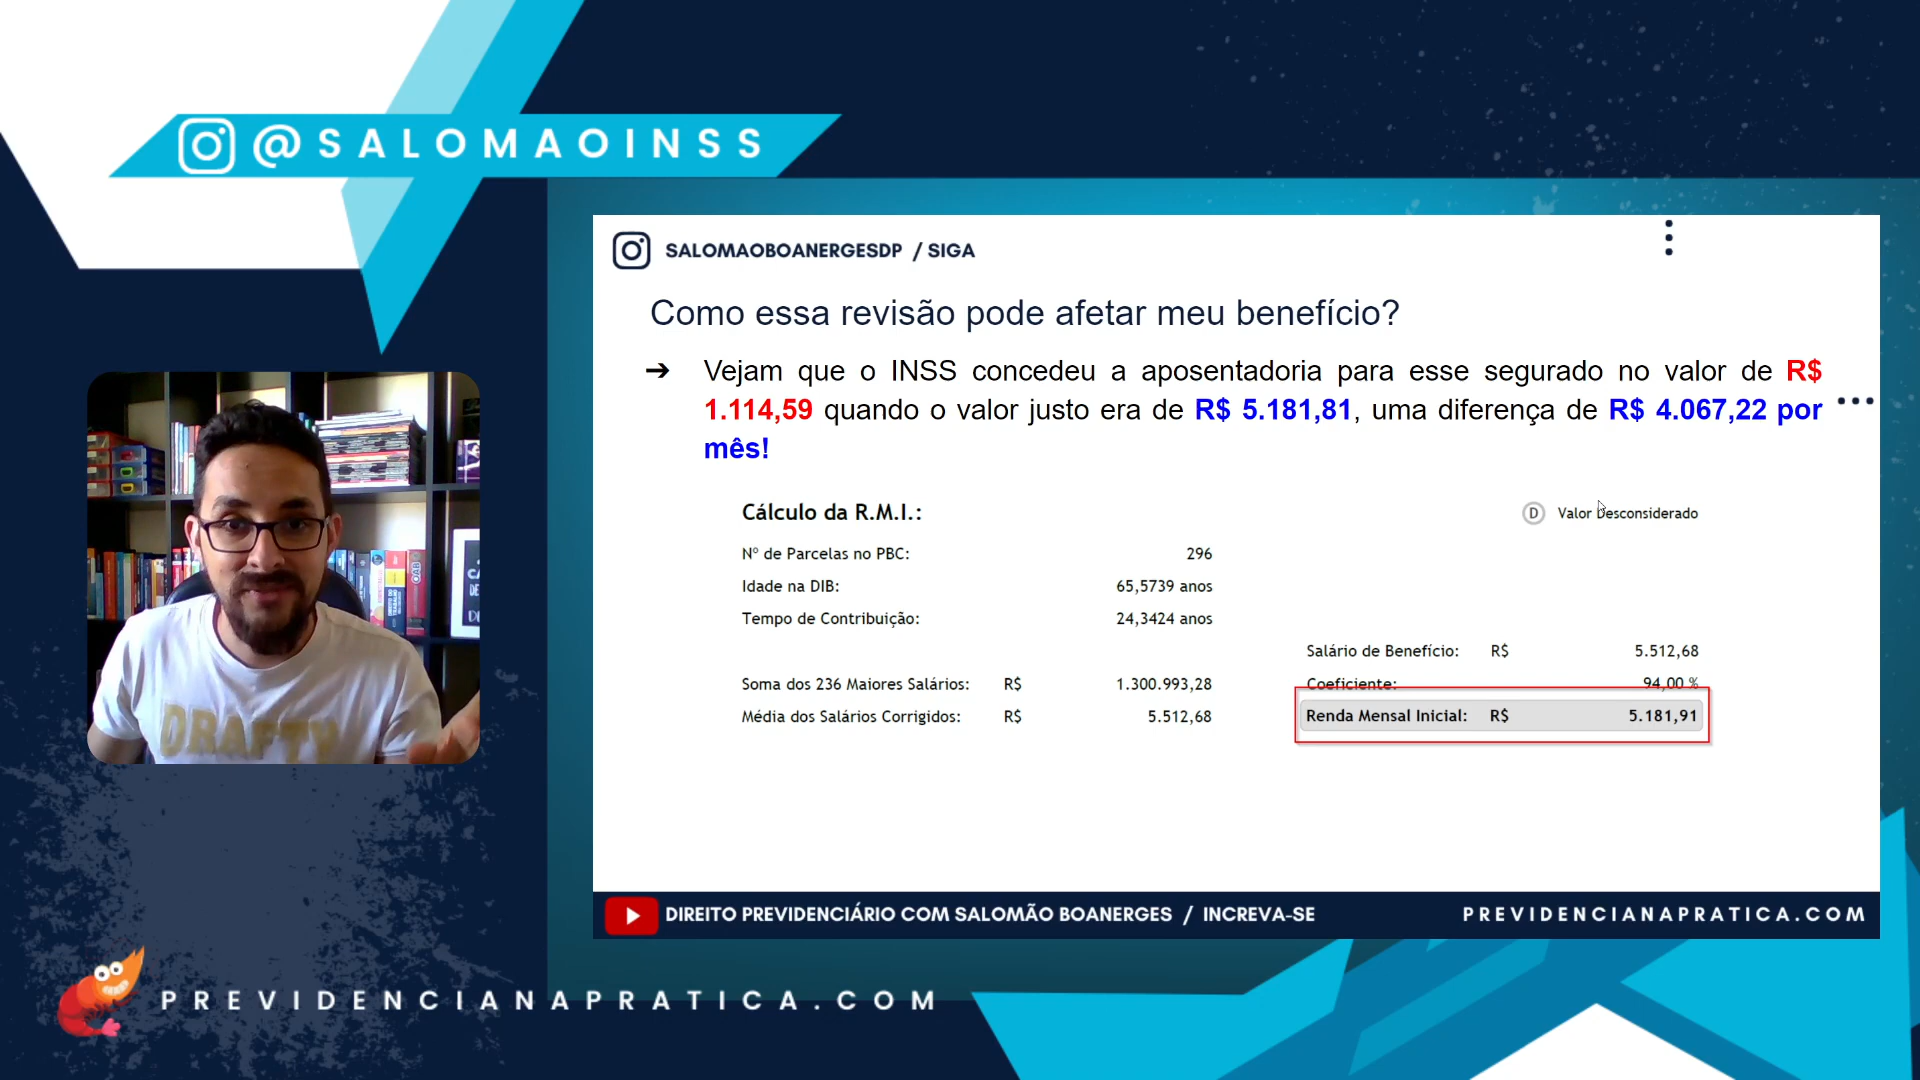 @SALOMAOINSS
SALOMAOBOANERGESDP / SIGA
Como essa revisão pode afetar meu benefício?
➔ Vejam que o INSS concedeu a aposentadoria para esse segurado no valor de R$
1.114,59 quando o valor justo era de R$ 5.181,81, uma diferença de R$ 4.067,22 por
mês!
Cálculo da R.M.I.:
D Valor Desconsiderado
Nº de Parcelas no PBC: 296
Idade na DIB: 65,5739 anos
Tempo de Contribuição: 24,3424 anos
Salário de Benefício: R$ 5.512,68
Soma dos 236 Maiores Salários: R$ 1.300.993,28
Coeficiente: 94,00 %
Média dos Salários Corrigidos: R$ 5.512,68
Renda Mensal Inicial: R$ 5.181,91
DRAFTY
DIREITO PREVIDENCIÁRIO COM SALOMÃO BOANERGES / INCREVA-SE
PREVIDENCIANAPRATICA.COM
PREVIDENCIANAPRATICA.COM